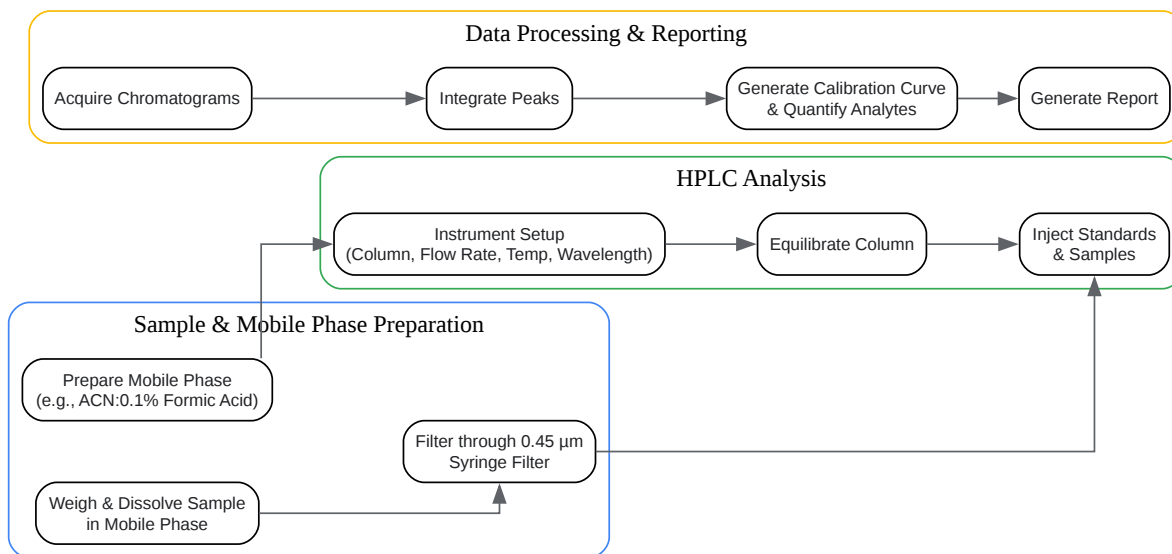 Data Processing & Reporting
Acquire Chromatograms
Integrate Peaks
Generate Calibration Curve
& Quantify Analytes
Generate Report
HPLC Analysis
Instrument Setup
(Column, Flow Rate, Temp, Wavelength)
Equilibrate Column
Inject Standards
& Samples
Sample & Mobile Phase Preparation
Prepare Mobile Phase
(e.g., ACN:0.1% Formic Acid)
Filter through 0.45 µm
Syringe Filter
Weigh & Dissolve Sample
in Mobile Phase